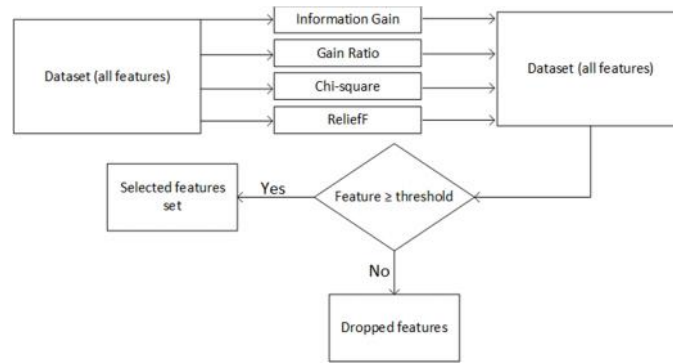 Information Gain
Dataset (all features)
Gain Ratio
Chi-square
ReliefF
Dataset (all features)
Selected features
set
Yes
Feature ≥ threshold
No
Dropped features